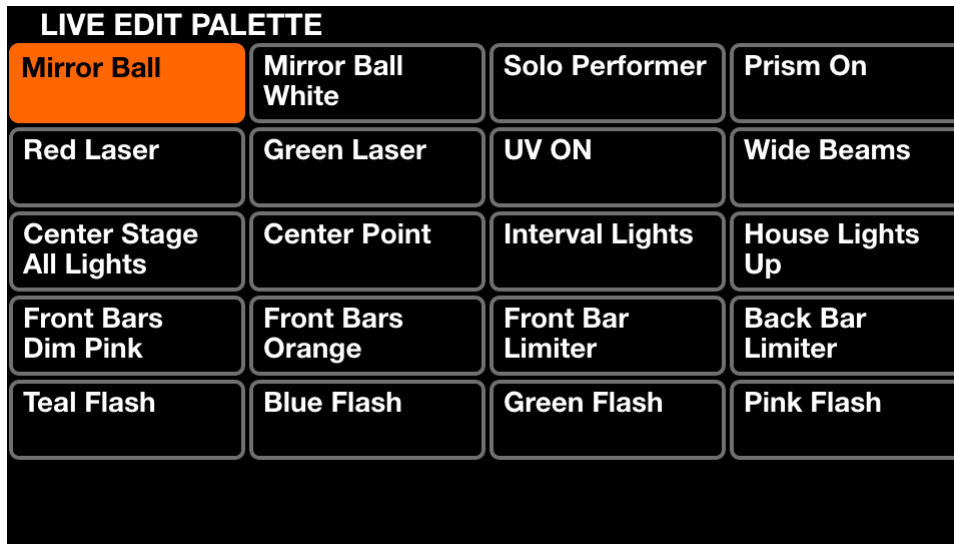 LIVE EDIT PALETTE
Mirror Ball
Mirror Ball
White
Solo Performer
Prism On
Red Laser
Green Laser
UV ON
Wide Beams
Center Stage
All Lights
Center Point
Interval Lights
House Lights
Up
Front Bars
Dim Pink
Front Bars
Orange
Front Bar
Limiter
Back Bar
Limiter
Teal Flash
Blue Flash
Green Flash
Pink Flash